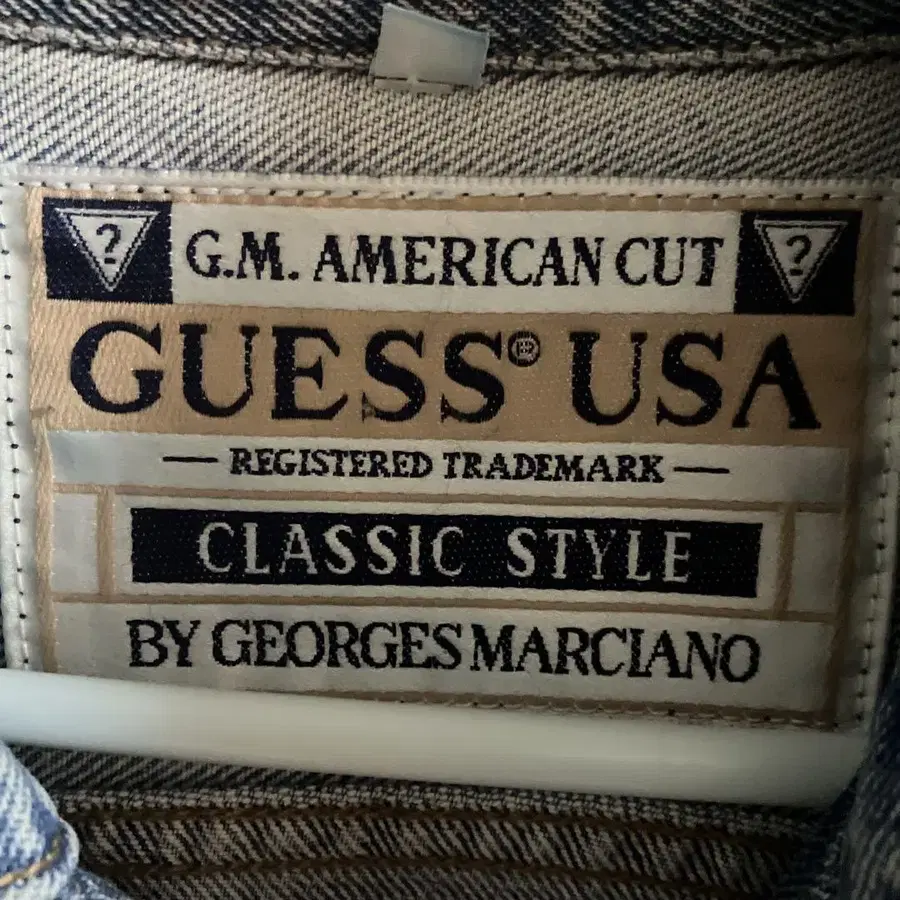 ? G.M. AMERICAN CUT ?
GUESS® USA
— REGISTERED TRADEMARK —
CLASSIC STYLE
BY GEORGES MARCIANO